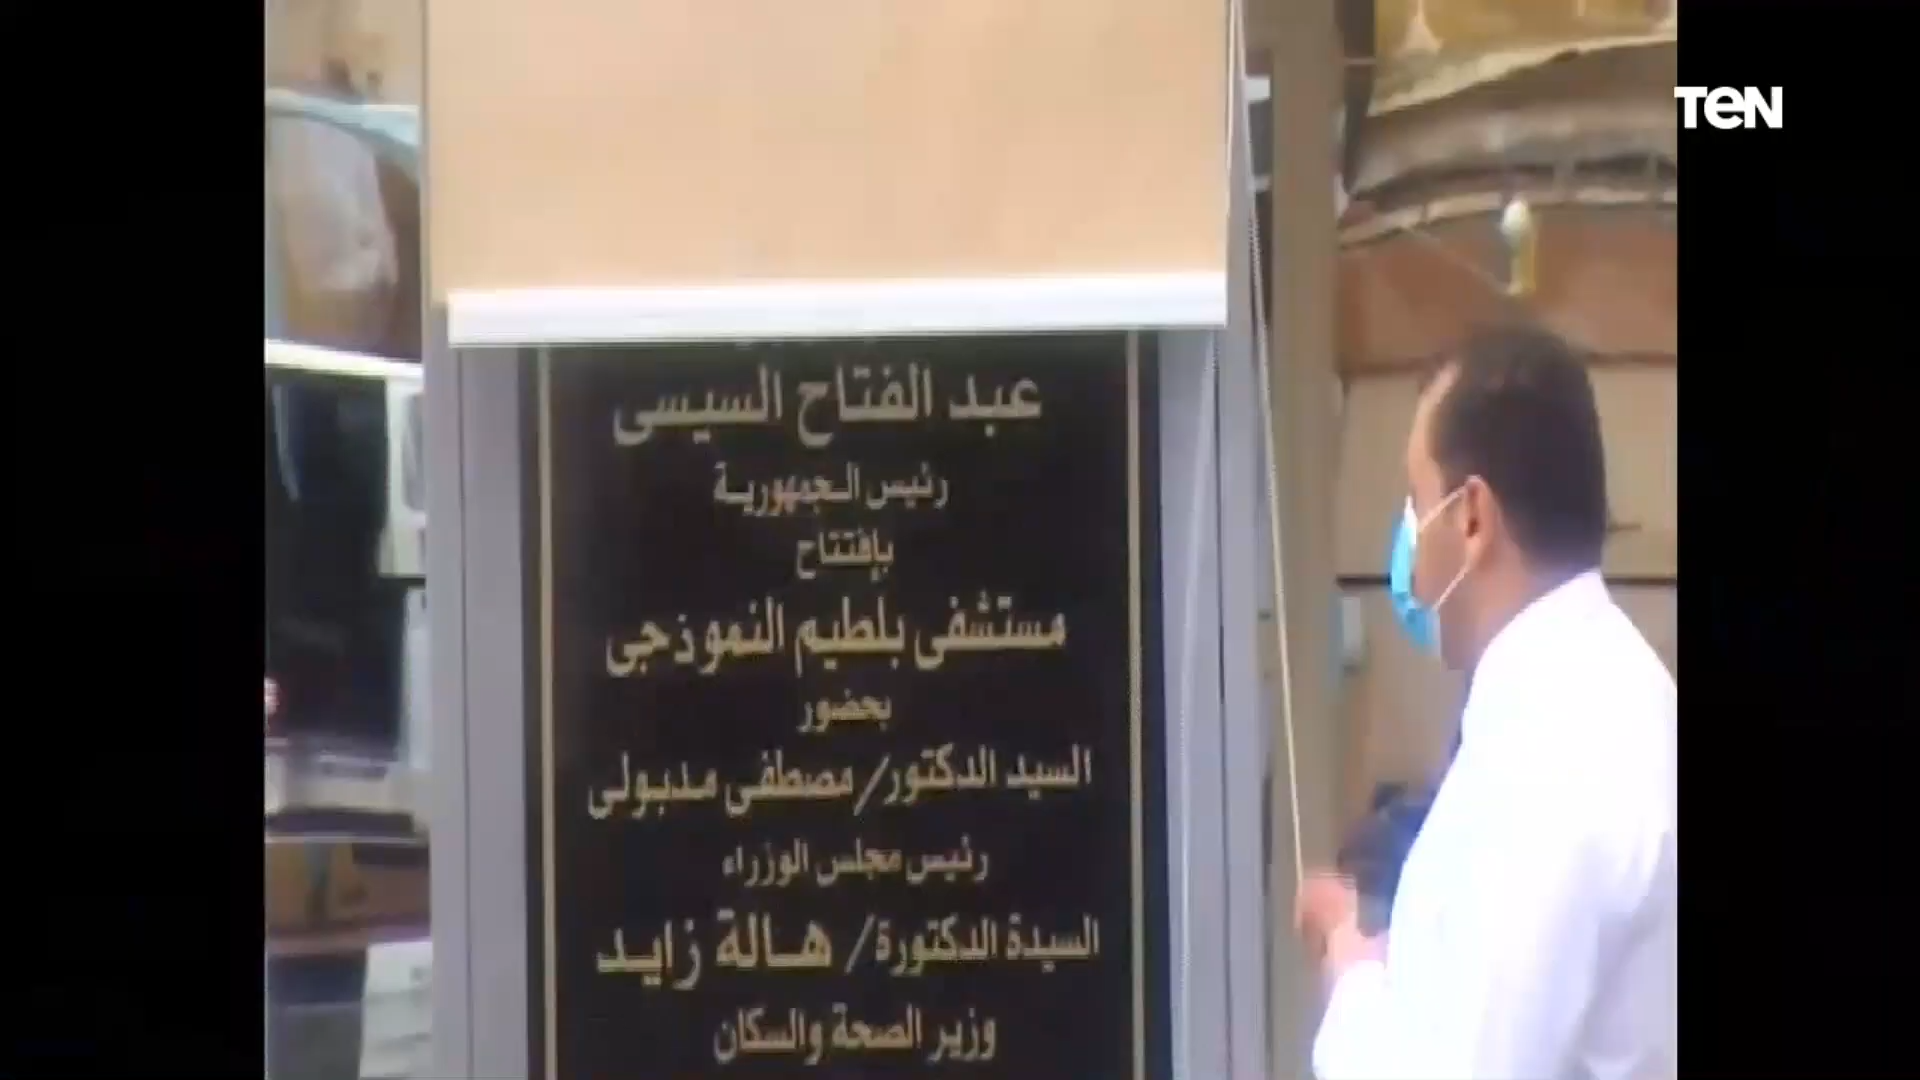 TeN
عبد الفتاح السيسى
رئيس الجمهورية
بإفتتاح
مستشفى بلطيم النموذجى
بحضور
السيد الدكتور/ مصطفى مدبولى
رئيس مجلس الوزراء
السيدة الدكتورة/ هالة زايد
وزير الصحة والسكان